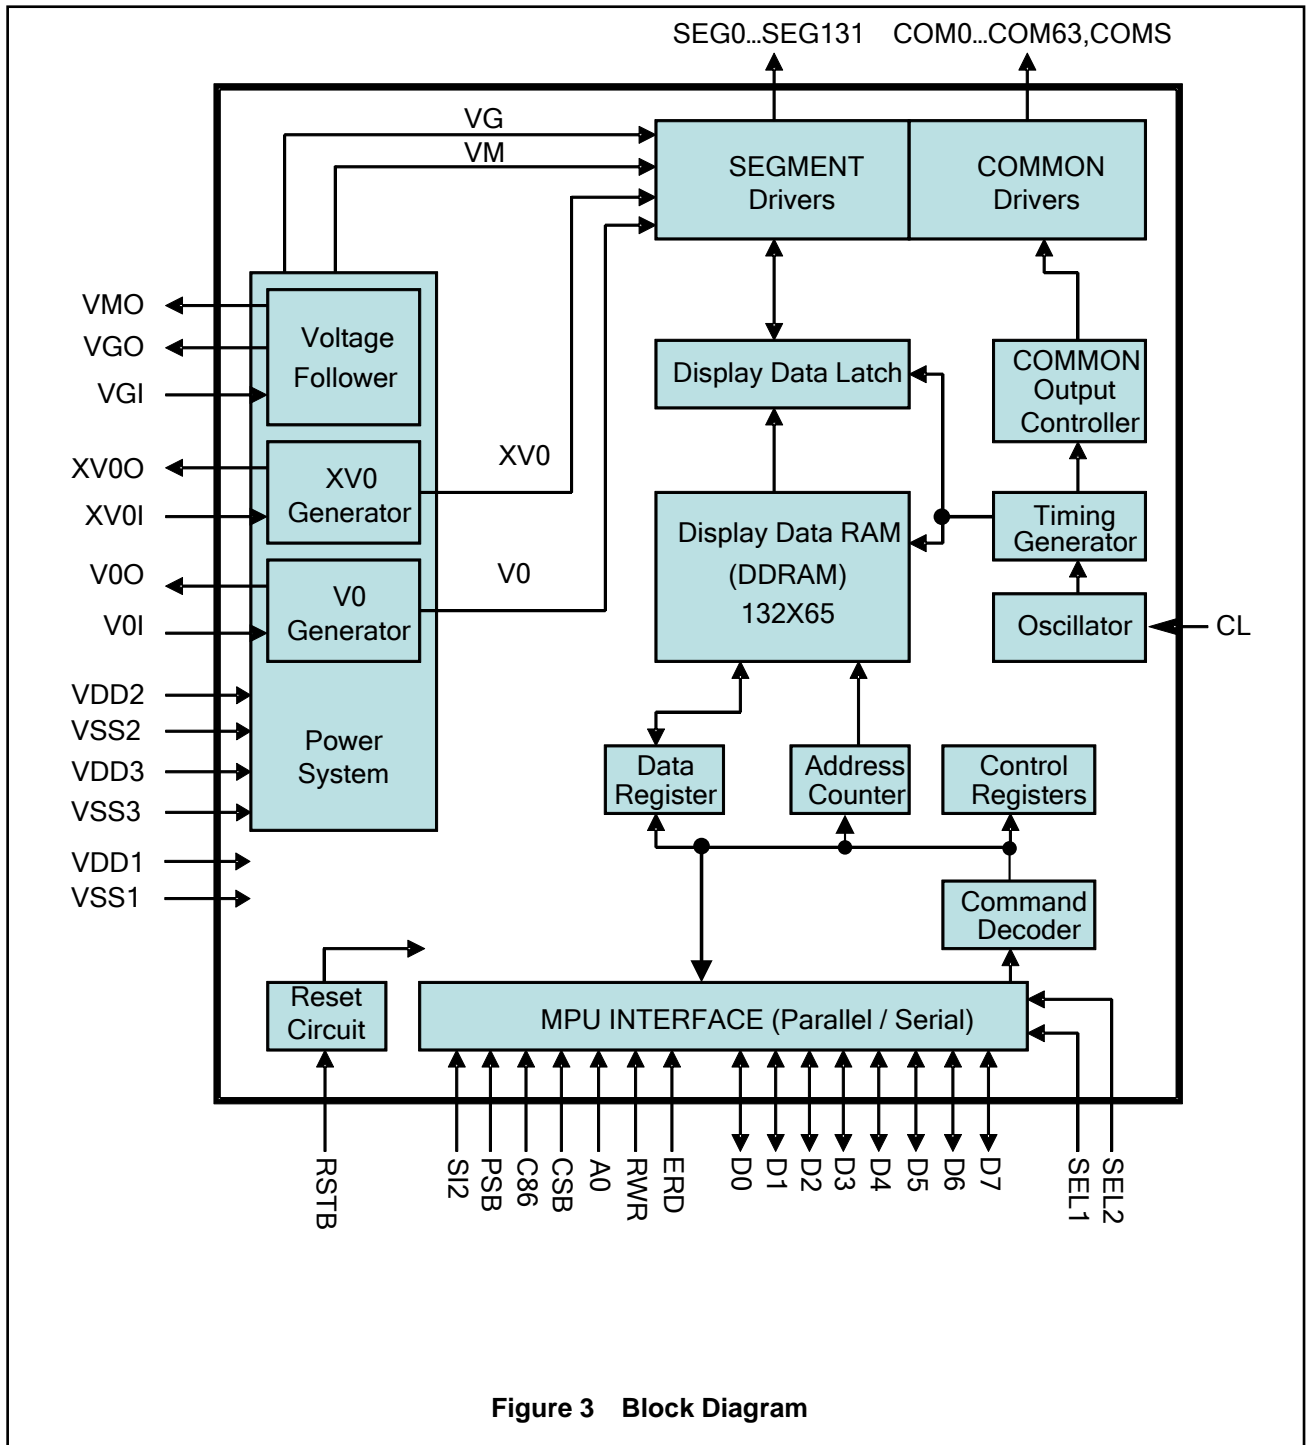 SEG0...SEG131 COM0...COM63,COMS
VG
VM
SEGMENT
Drivers
COMMON
Drivers
VMO
VGO
VGI
Voltage
Follower
Display Data Latch
COMMON
Output
Controller
XV0O
XV0I
XV0
Generator
XV0
Display Data RAM
(DDRAM)
132X65
Timing
Generator
V0O
V0I
V0
Generator
V0
Oscillator
CL
VDD2
VSS2
VDD3
VSS3
Power
System
Data
Register
Address
Counter
Control
Registers
VDD1
VSS1
Command
Decoder
Reset
Circuit
MPU INTERFACE (Parallel / Serial)
RSTB
SI2
PSB
C86
CSB
A0
RWR
ERD
D0
D1
D2
D3
D4
D5
D6
D7
SEL1
SEL2
Figure 3 Block Diagram